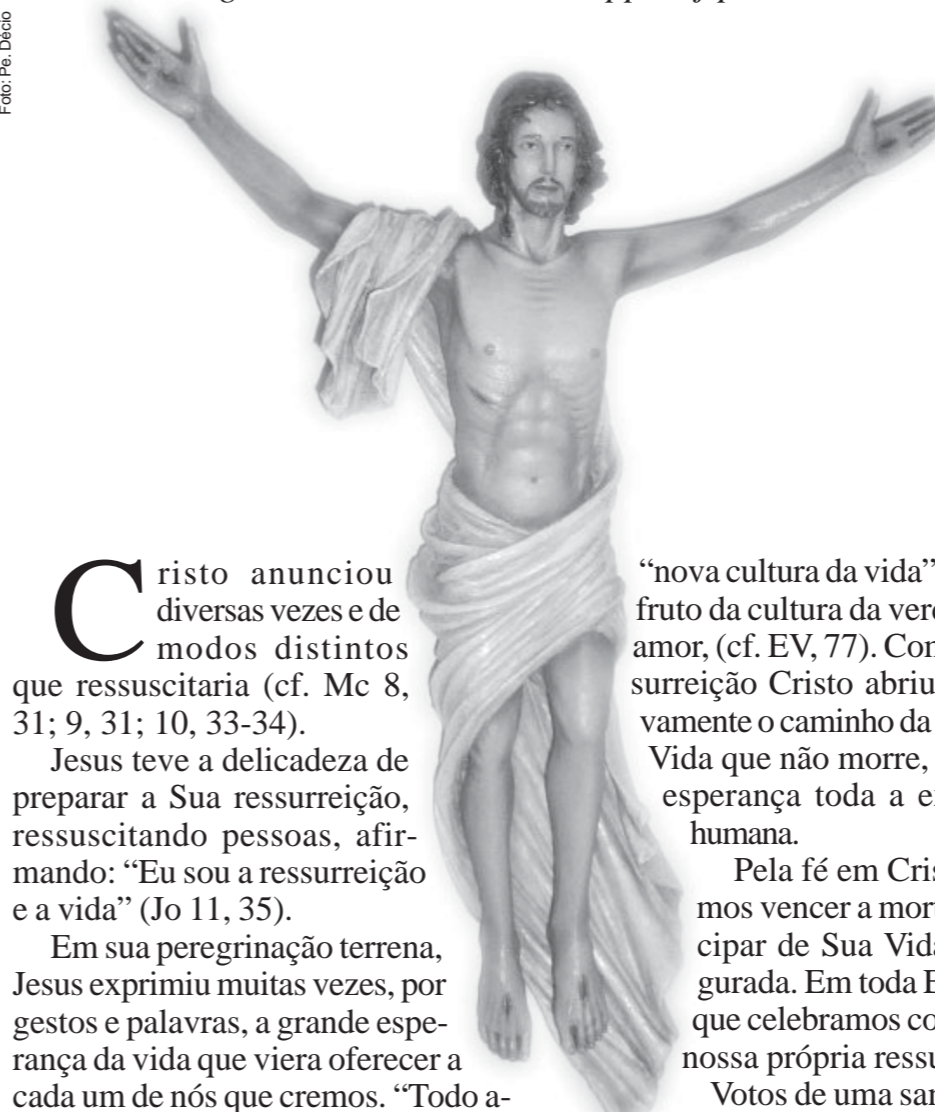 Foto: Pe. Décio
Cristo anunciou
diversas vezes e de
modos distintos
que ressuscitaria (cf. Mc 8,
31; 9, 31; 10, 33-34).
Jesus teve a delicadeza de
preparar a Sua ressurreição,
ressuscitando pessoas, afir-
mando: “Eu sou a ressurreição
e a vida” (Jo 11, 35).
Em sua peregrinação terrena,
Jesus exprimiu muitas vezes, por
gestos e palavras, a grande espe-
rança da vida que viera oferecer a
cada um de nós que cremos. “Todo a-
“nova cultura da vida”
fruto da cultura da
amor, (cf. EV, 77).
surreição Cristo abriu
vamente o caminho da
Vida que não morre,
esperança toda a
humana.
Pela fé em
mos vencer a
cipar de Sua
gurada. Em toda
que celebramos
nossa própria
Votos de uma